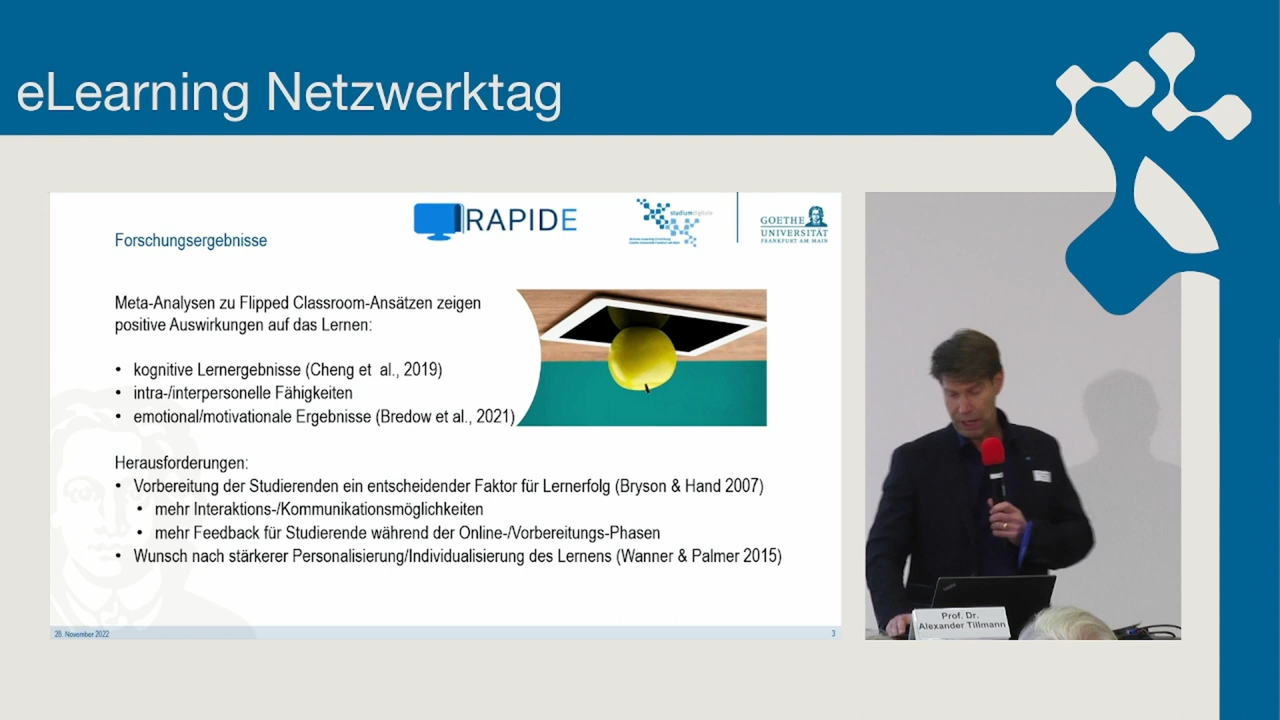 eLearning Netzwerktag
RAPIDE
studiumdigitale
GOETHE
UNIVERSITÄT
FRANKFURT AM MAIN
Forschungsergebnisse
Meta-Analysen zu Flipped Classroom-Ansätzen zeigen
positive Auswirkungen auf das Lernen:
• kognitive Lernergebnisse (Cheng et al., 2019)
• intra-/interpersonelle Fähigkeiten
• emotional/motivationale Ergebnisse (Bredow et al., 2021)
Herausforderungen:
• Vorbereitung der Studierenden ein entscheidender Faktor für Lernerfolg (Bryson & Hand 2007)
• mehr Interaktions-/Kommunikationsmöglichkeiten
• mehr Feedback für Studierende während der Online-/Vorbereitungs-Phasen
• Wunsch nach stärkerer Personalisierung/Individualisierung des Lernens (Wanner & Palmer 2015)
28. November 2022
3
Prof. Dr.
Alexander Tillmann